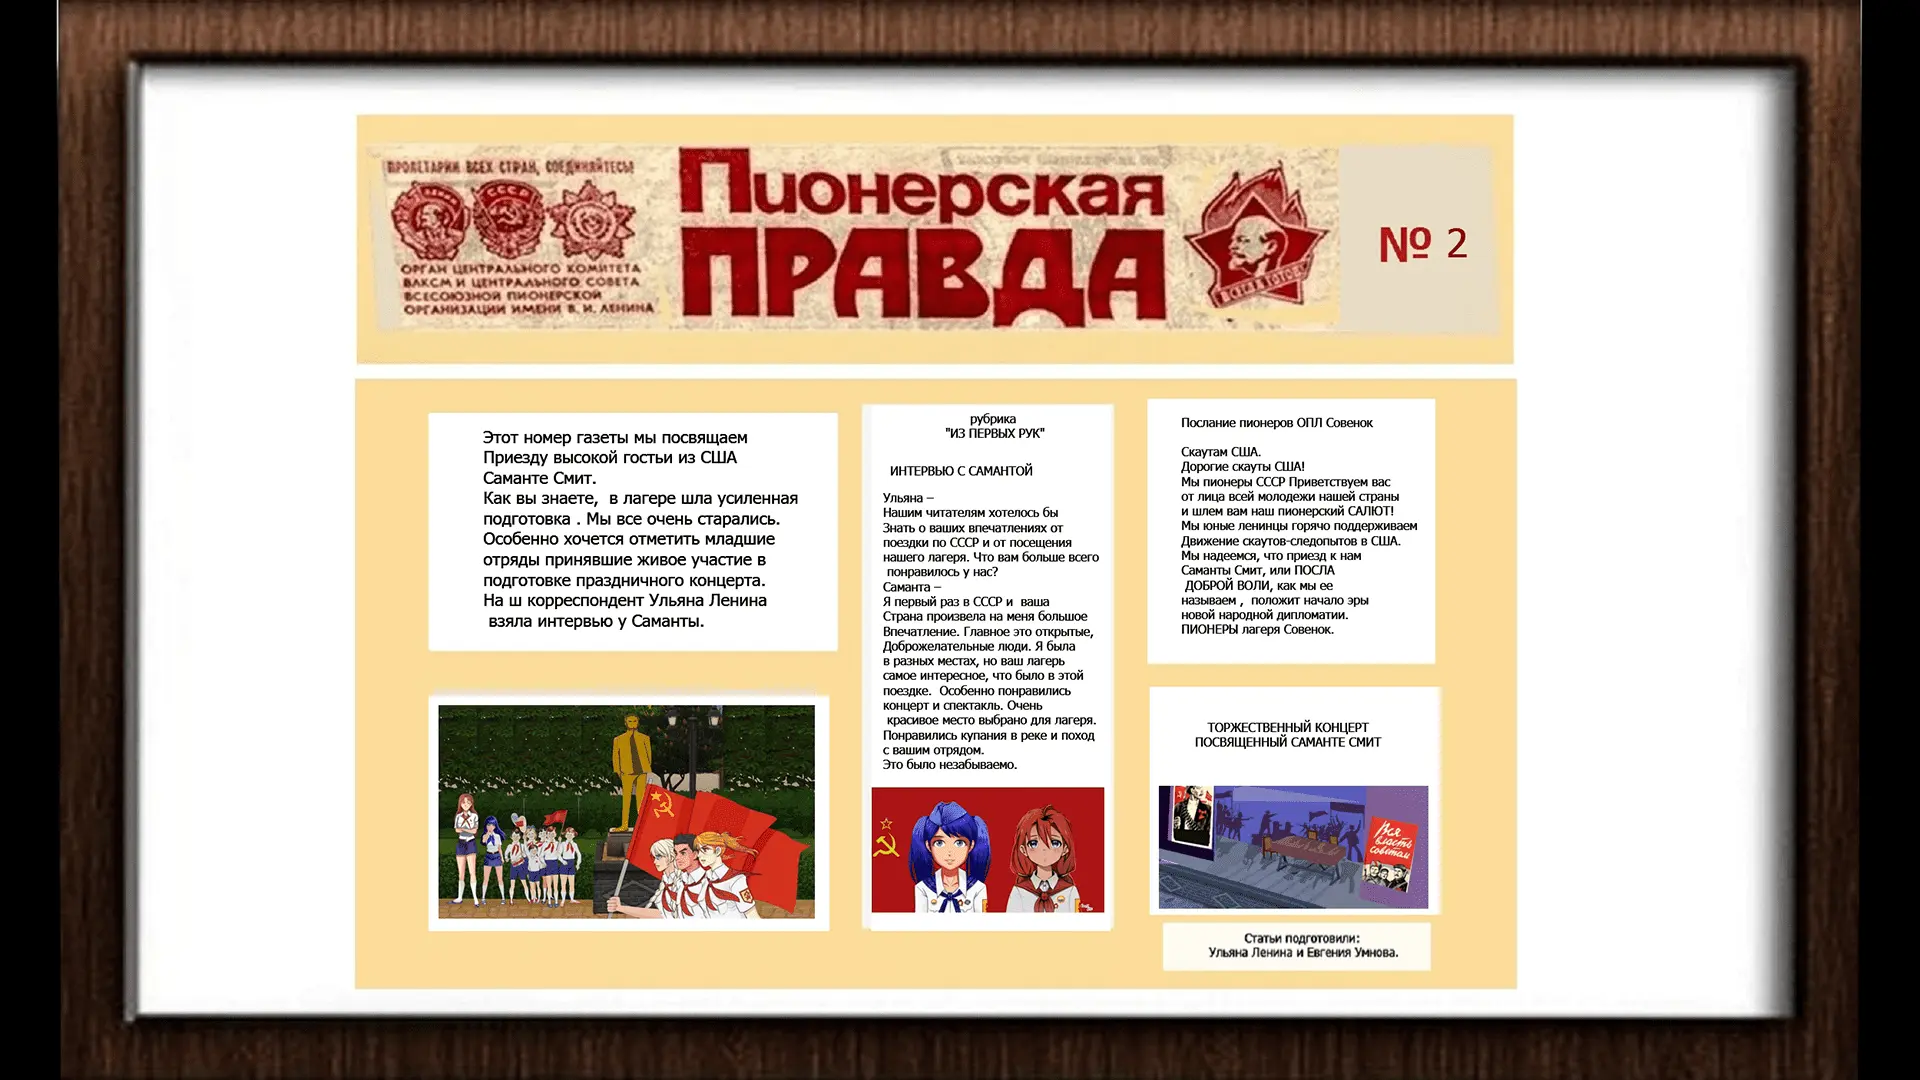 ПРОЛЕТАРИИ ВСЕХ СТРАН, СОЕДИНЯЙТЕСЬ!
СССР
ОРГАН ЦЕНТРАЛЬНОГО КОМИТЕТА
ВЛКСМ И ЦЕНТРАЛЬНОГО СОВЕТА
ВСЕСОЮЗНОЙ ПИОНЕРСКОЙ
ОРГАНИЗАЦИИ ИМЕНИ В. И. ЛЕНИНА
Пионерская
ПРАВДА
ВСЕГДА ГОТОВ!
№ 2
Этот номер газеты мы посвящаем
Приезду высокой гостьи из США
Саманте Смит.
Как вы знаете,  в лагере шла усиленная
подготовка . Мы все очень старались.
Особенно хочется отметить младшие
отряды принявшие живое участие в
подготовке праздничного концерта.
На ш корреспондент Ульяна Ленина
взяла интервью у Саманты.
рубрика
"ИЗ ПЕРВЫХ РУК"
ИНТЕРВЬЮ С САМАНТОЙ
Ульяна –
Нашим читателям хотелось бы
Знать о ваших впечатлениях от
поездки по СССР и от посещения
нашего лагеря. Что вам больше всего
понравилось у нас?
Саманта –
Я первый раз в СССР и  ваша
Страна произвела на меня большое
Впечатление. Главное это открытые,
Доброжелательные люди. Я была
в разных местах, но ваш лагерь
самое интересное, что было в этой
поездке.  Особенно понравились
концерт и спектакль. Очень
красивое место выбрано для лагеря.
Понравились купания в реке и поход
с вашим отрядом.
Это было незабываемо.
Послание пионеров ОПЛ Совенок
Скаутам США.
Дорогие скауты США!
Мы пионеры СССР Приветствуем вас
от лица всей молодежи нашей страны
и шлем вам наш пионерский САЛЮТ!
Мы юные ленинцы горячо поддерживаем
Движение скаутов-следопытов в США.
Мы надеемся, что приезд к нам
Саманты Смит, или ПОСЛА
ДОБРОЙ ВОЛИ, как мы ее
называем ,  положит начало эры
новой народной дипломатии.
ПИОНЕРЫ лагеря Совенок.
ТОРЖЕСТВЕННЫЙ КОНЦЕРТ
ПОСВЯЩЕННЫЙ САМАНТЕ СМИТ
Вся
власть
советам
Статьи подготовили:
Ульяна Ленина и Евгения Умнова.